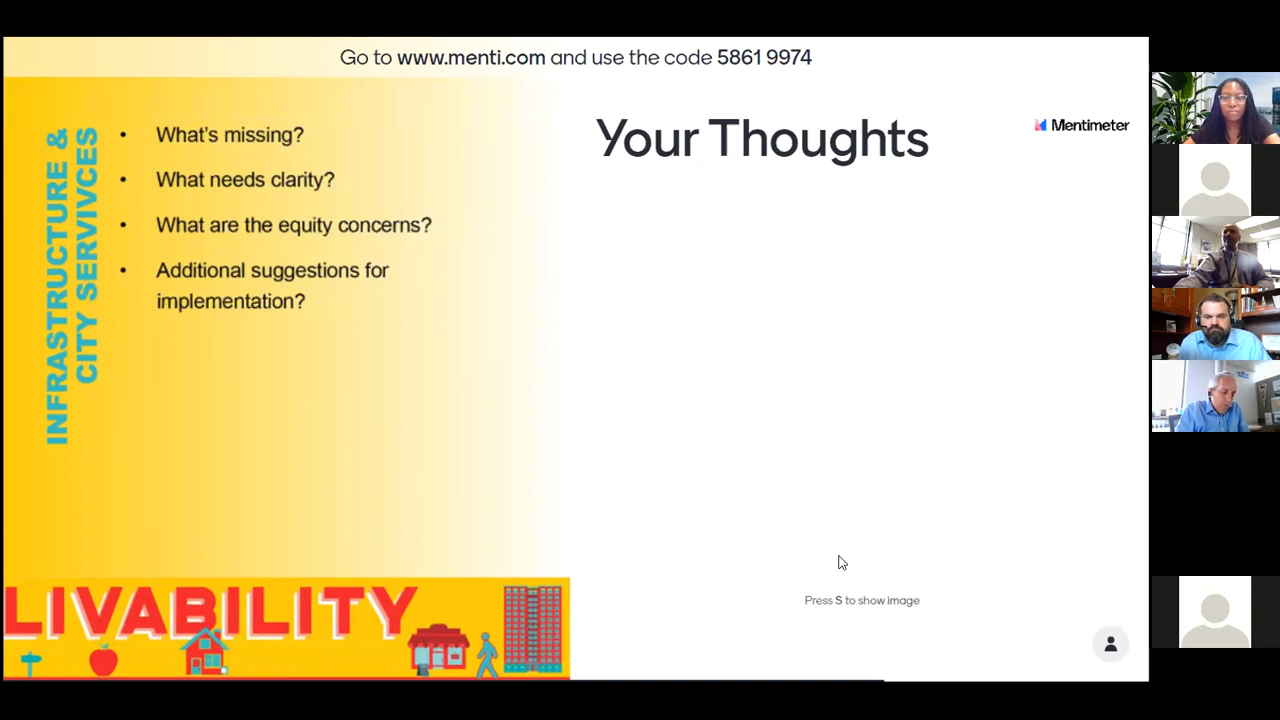 Go to www.menti.com and use the code 5861 9974
INFRASTRUCTURE &
CITY SERIVCES
• What's missing?
• What needs clarity?
• What are the equity concerns?
• Additional suggestions for
implementation?
Your Thoughts
Mentimeter
Press S to show image
LIVABILITY